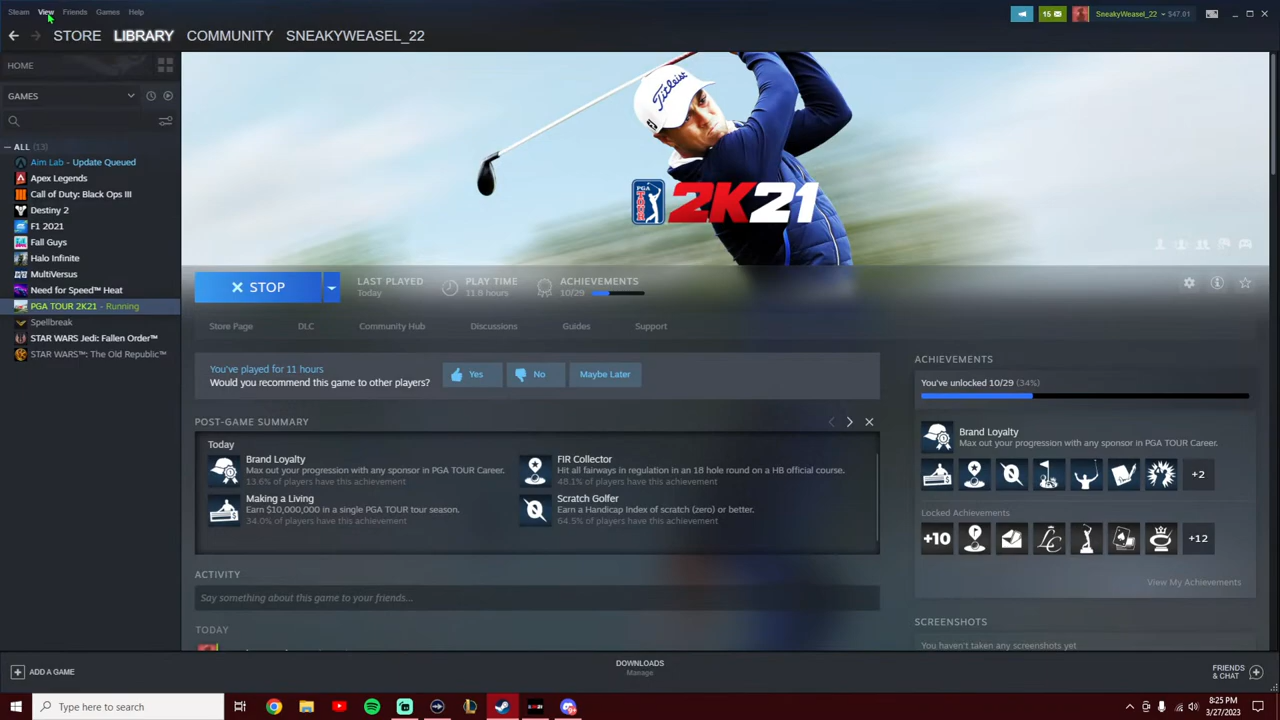 Steam View Friends Games Help
15 SneakyWeasel_22 $47.01
STORE LIBRARY COMMUNITY SNEAKYWEASEL_22
HOME
GAMES
ALL (13)
Aim Lab - Update Queued
Apex Legends
Call of Duty: Black Ops III
Destiny 2
F1 2021
Fall Guys
Halo Infinite
MultiVersus
Need for Speed™ Heat
PGA TOUR 2K21 - Running
Spellbreak
STAR WARS Jedi: Fallen Order™
STAR WARS™: The Old Republic™
Titleist
PGA TOUR 2K21
STOP
LAST PLAYED
Today
PLAY TIME
11.8 hours
ACHIEVEMENTS
10/29
Store Page DLC Community Hub Discussions Guides Support
You've played for 11 hours
Would you recommend this game to other players?
Yes No Maybe Later
POST-GAME SUMMARY
Today
Brand Loyalty
Max out your progression with any sponsor in PGA TOUR Career.
13.6% of players have this achievement
FIR Collector
Hit all fairways in regulation in an 18 hole round on a HB official course.
48.1% of players have this achievement
Making a Living
Earn $10,000,000 in a single PGA TOUR tour season.
34.0% of players have this achievement
Scratch Golfer
Earn a Handicap Index of scratch (zero) or better.
64.5% of players have this achievement
ACTIVITY
Say something about this game to your friends...
TODAY
ACHIEVEMENTS
You've unlocked 10/29 (34%)
Brand Loyalty
Max out your progression with any sponsor in PGA TOUR Career.
+2
Locked Achievements
+10 +12
View My Achievements
SCREENSHOTS
You haven't taken any screenshots yet
ADD A GAME
DOWNLOADS
Manage
FRIENDS
& CHAT
Type here to search
8:25 PM
3/27/2023